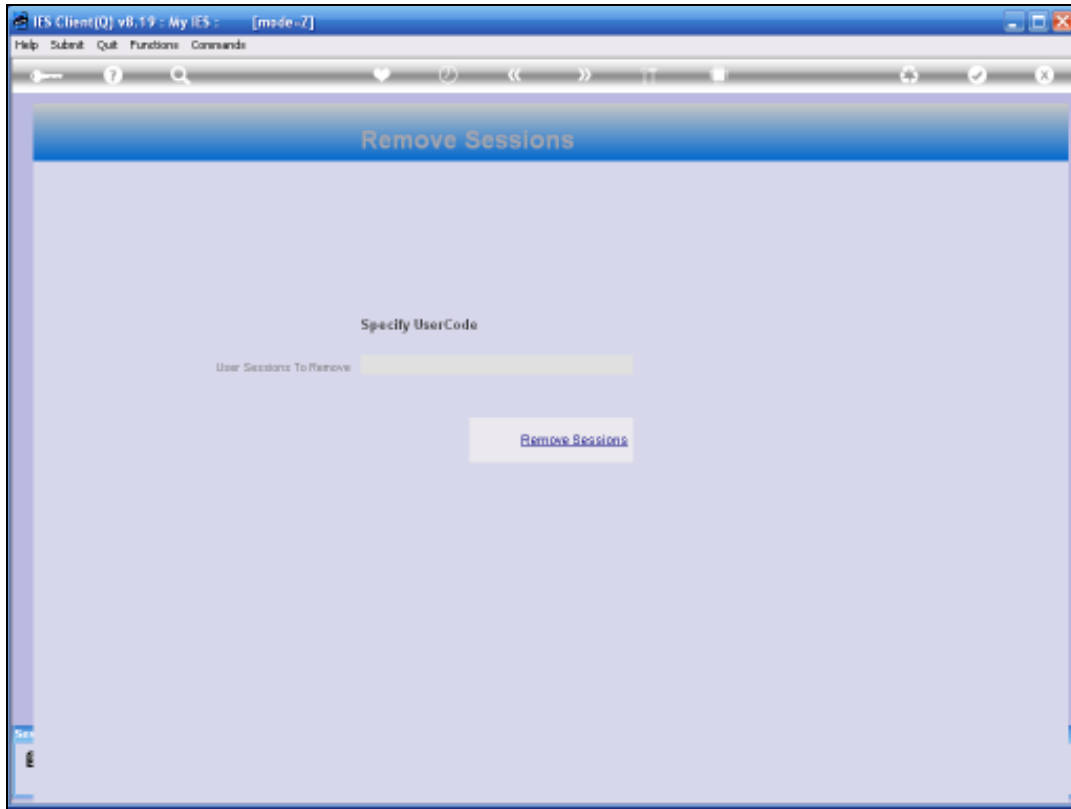 IES Client(Q) v8.19 : My IES : [mode=Z]
Help Submit Quit Functions Commands
Remove Sessions
Specify UserCode
User Sessions To Remove
Remove Sessions